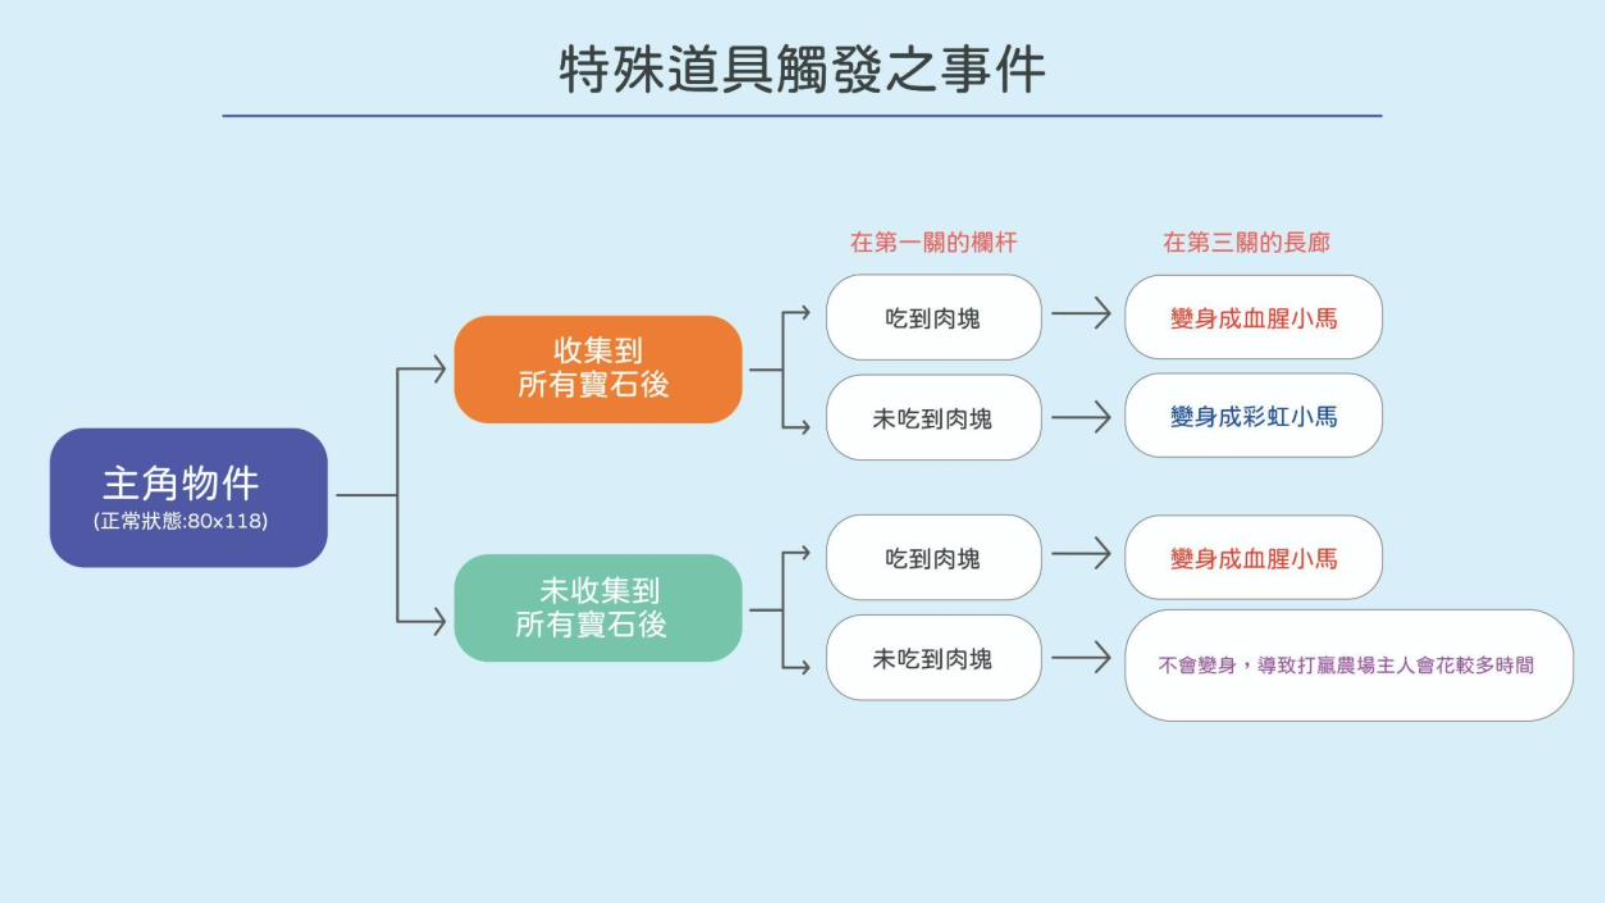 特殊道具觸發之事件
在第一關的欄杆
在第三關的長廊
主角物件
(正常狀態:80x118)
收集到
所有寶石後
吃到肉塊
變身成血腥小馬
未吃到肉塊
變身成彩虹小馬
未收集到
所有寶石後
吃到肉塊
變身成血腥小馬
未吃到肉塊
不會變身，導致打贏農場主人會花較多時間